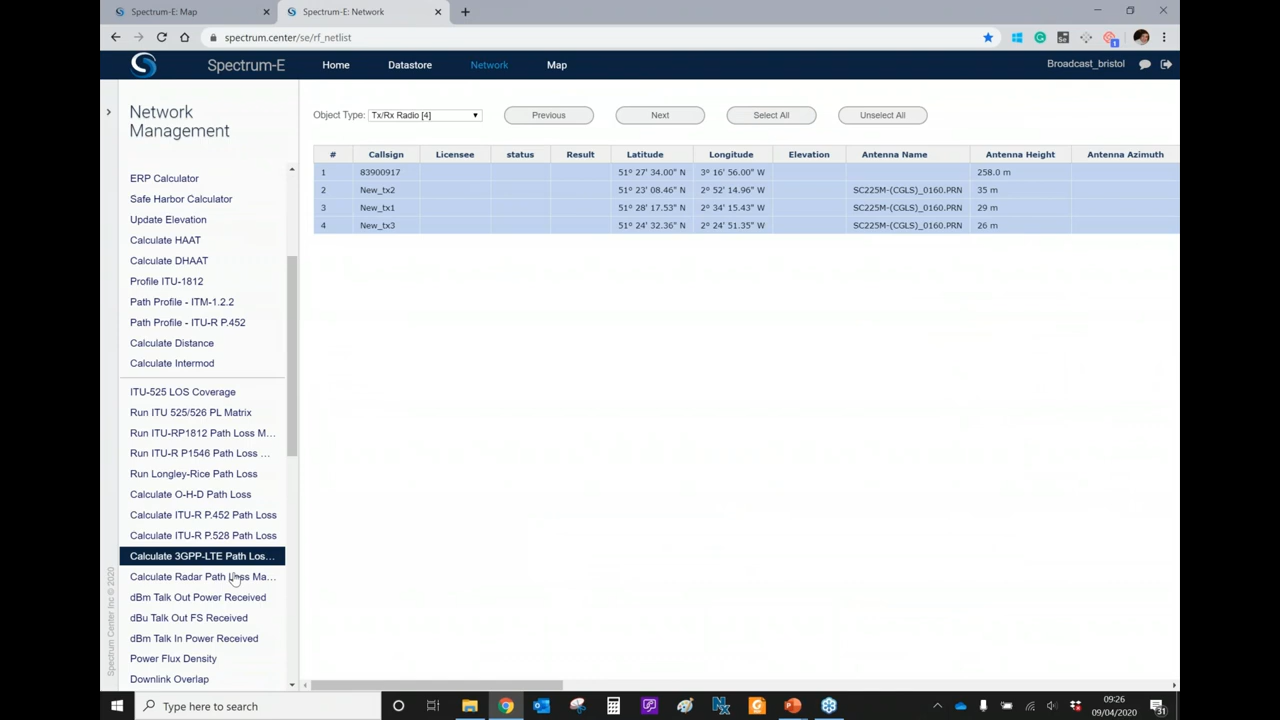 Spectrum-E: Map
Spectrum-E: Network
spectrum.center/se/rf_netlist
Spectrum-E
Home
Datastore
Network
Map
Broadcast_bristol
Network
Management
ERP Calculator
Safe Harbor Calculator
Update Elevation
Calculate HAAT
Calculate DHAAT
Profile ITU-1812
Path Profile - ITM-1.2.2
Path Profile - ITU-R P.452
Calculate Distance
Calculate Intermod
ITU-525 LOS Coverage
Run ITU 525/526 PL Matrix
Run ITU-RP1812 Path Loss M...
Run ITU-R P1546 Path Loss ...
Run Longley-Rice Path Loss
Calculate O-H-D Path Loss
Calculate ITU-R P.452 Path Loss
Calculate ITU-R P.528 Path Loss
Calculate 3GPP-LTE Path Los...
Calculate Radar Path Loss Ma...
dBm Talk Out Power Received
dBu Talk Out FS Received
dBm Talk In Power Received
Power Flux Density
Downlink Overlap
Spectrum Center Inc © 2020
Object Type: Tx/Rx Radio [4] Previous Next Select All Unselect All
# Callsign Licensee status Result Latitude Longitude Elevation Antenna Name Antenna Height Antenna Azimuth
1 83900917 51° 27' 34.00" N 3° 16' 56.00" W 258.0 m
2 New_tx2 51° 23' 08.46" N 2° 52' 14.96" W SC225M-(CGLS)_0160.PRN 35 m
3 New_tx1 51° 28' 17.53" N 2° 34' 15.43" W SC225M-(CGLS)_0160.PRN 29 m
4 New_tx3 51° 24' 32.36" N 2° 24' 51.35" W SC225M-(CGLS)_0160.PRN 26 m
Type here to search
09:26
09/04/2020
31